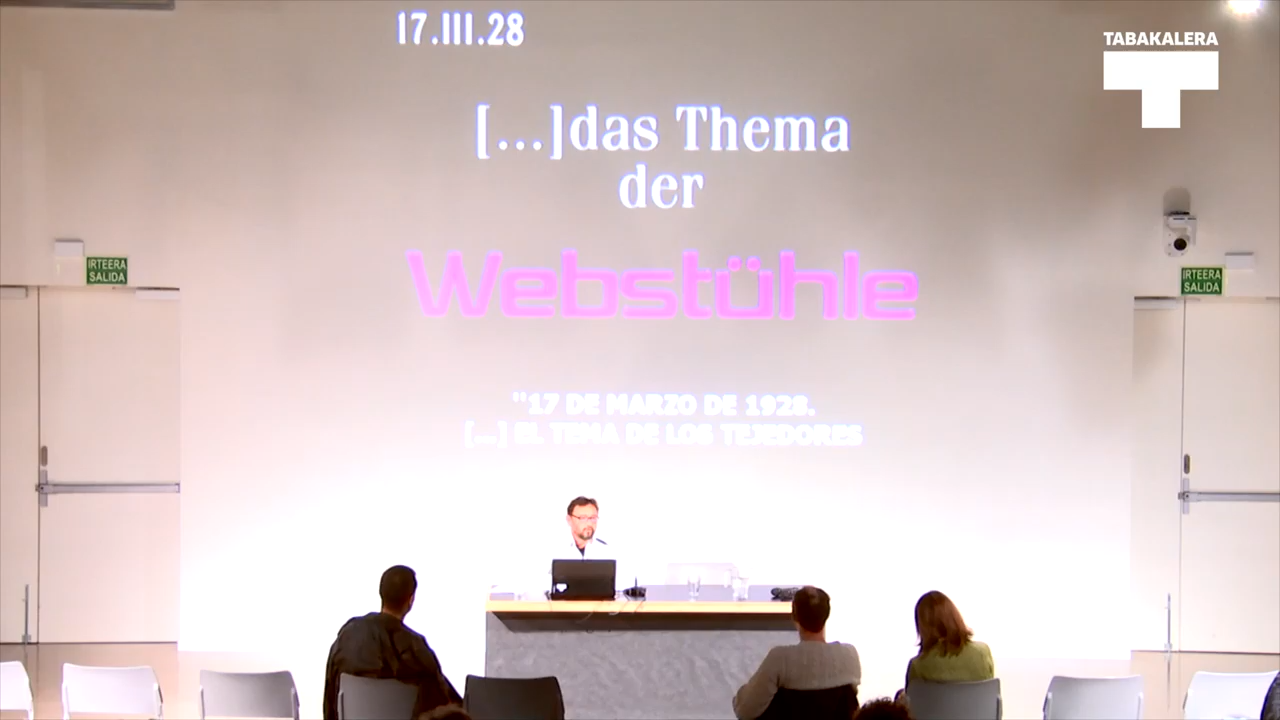 17.III.28
TABAKALERA
[...]das Thema
der
Webstühle
IRTEERA
SALIDA
IRTEERA
SALIDA
"17 DE MARZO DE 1928.
[...] EL TEMA DE LOS TEJEDORES